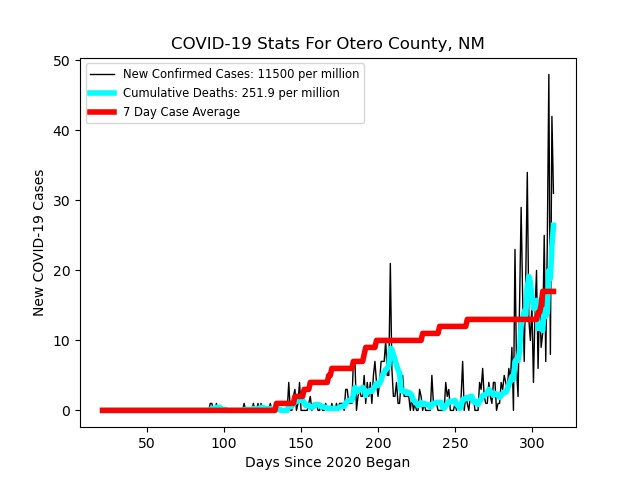 COVID-19 Stats For Otero County, NM
New Confirmed Cases: 11500 per million
Cumulative Deaths: 251.9 per million
7 Day Case Average
New COVID-19 Cases
50
40
30
20
10
0
50 100 150 200 250 300
Days Since 2020 Began